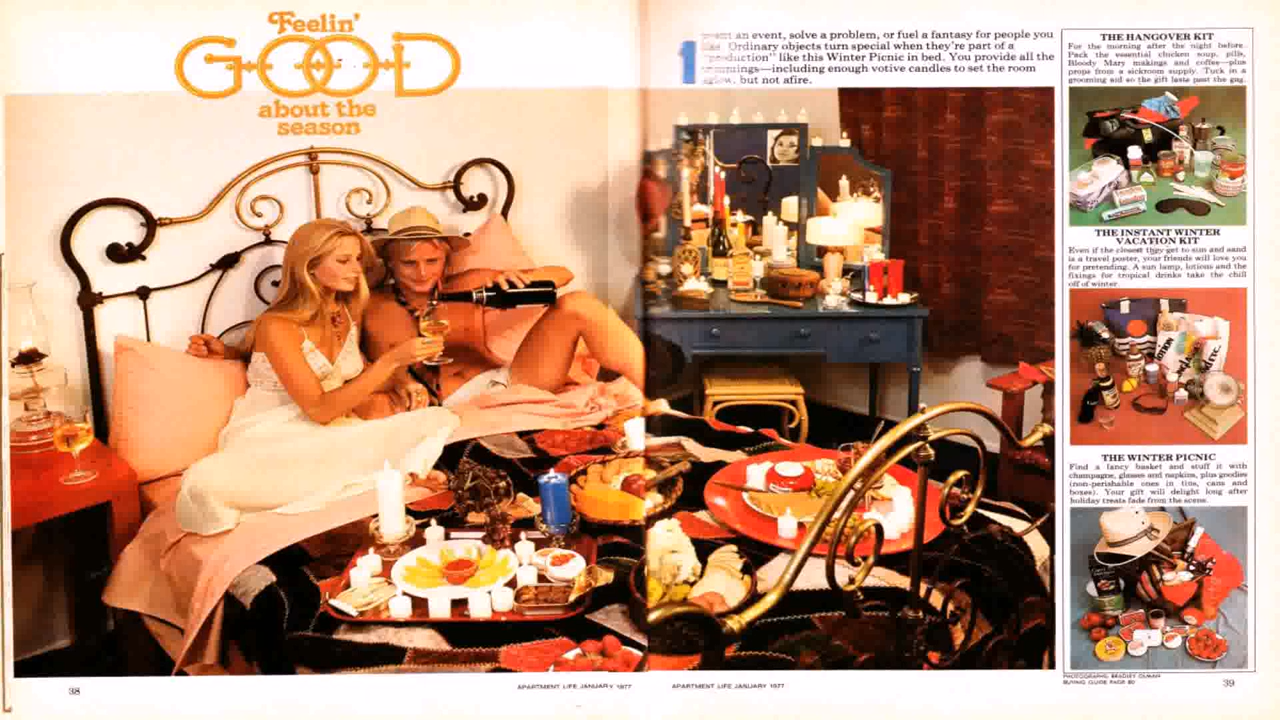 Feelin'
GOOD
about the
season
1
an event, solve a problem, or fuel a fantasy for people you
like. Ordinary objects turn special when they're part of a
"production" like this Winter Picnic in bed. You provide all the
trimmings—including enough votive candles to set the room
aglow, but not afire.
THE HANGOVER KIT
For the morning after the night before.
Pack the essential chicken soup, pills,
Bloody Mary makings and coffee—plus
props from a sickroom supply. Tuck in a
grooming aid so the gift lasts past the gag.
THE INSTANT WINTER
VACATION KIT
Even if the closest they get to sun and sand
is a travel poster, your friends will love you
for pretending. A sun lamp, lotions and the
fixings for tropical drinks take the chill
off of winter.
THE WINTER PICNIC
Find a fancy basket and stuff it with
champagne, glasses and napkins, plus goodies
(non-perishable ones in tins, cans and
boxes). Your gift will delight long after
holiday treats fade from the scene.
38
APARTMENT LIFE JANUARY 1977
APARTMENT LIFE JANUARY 1977
BUYING GUIDE PAGE 80
39